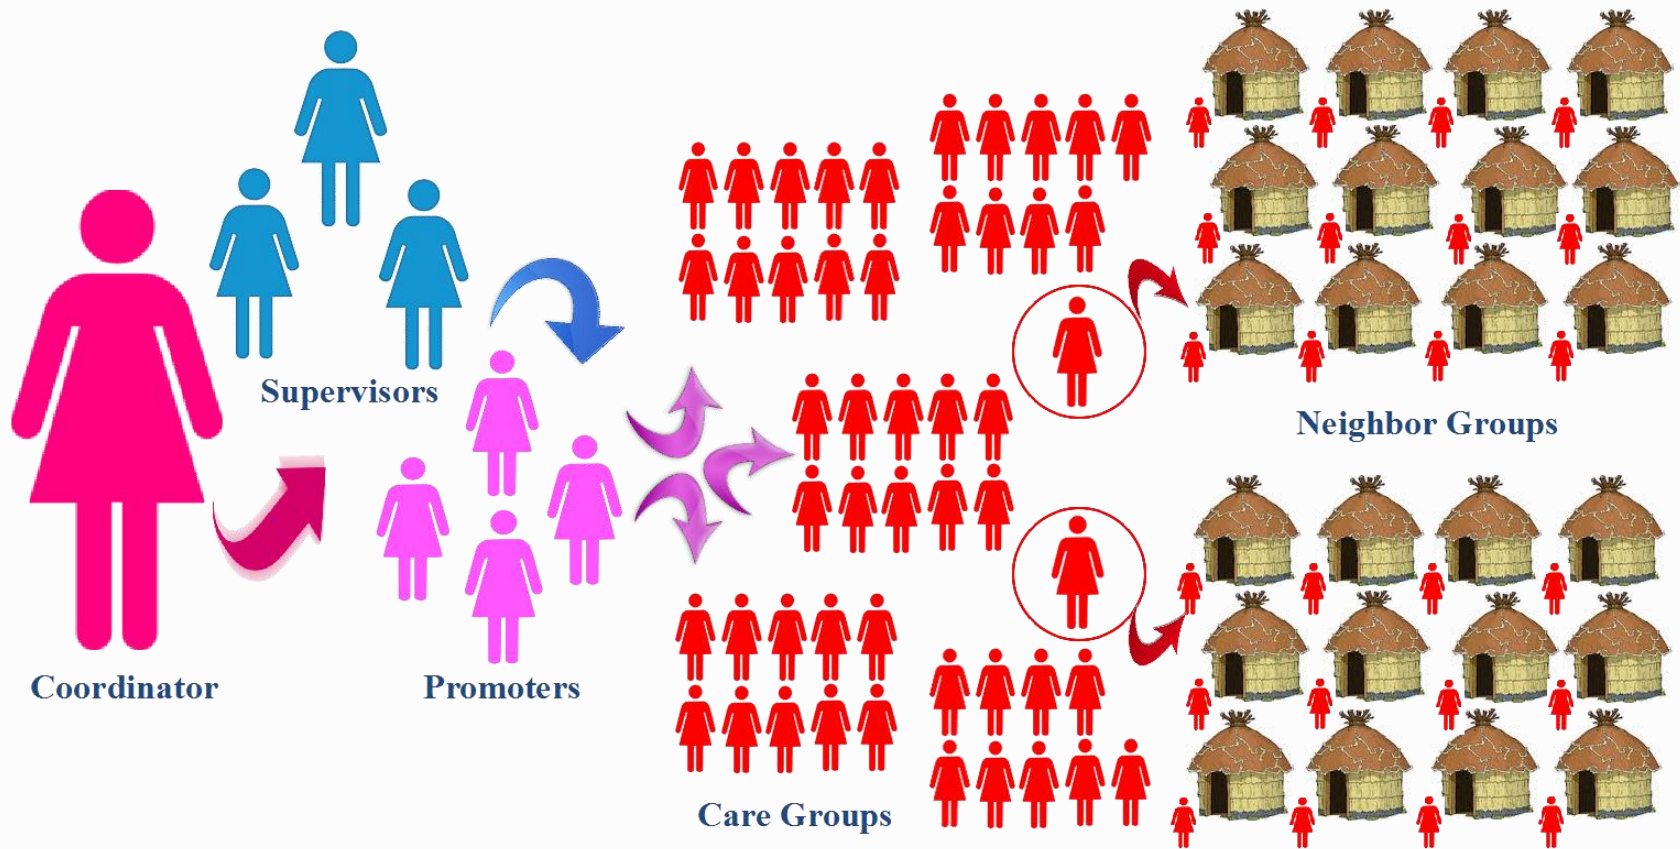 Supervisors
Coordinator
Promoters
Care Groups
Neighbor Groups